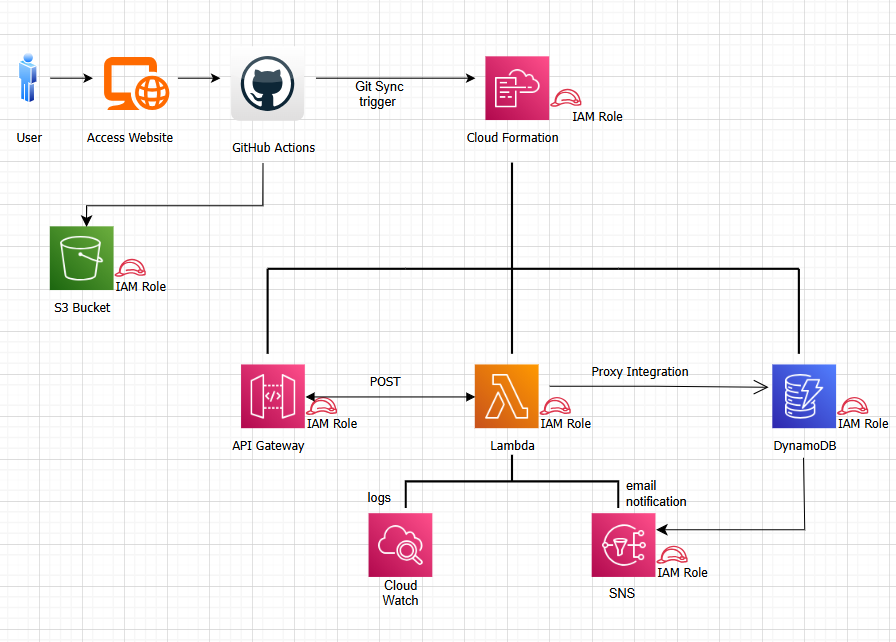 Git Sync
trigger
IAM Role
User
Access Website
GitHub Actions
Cloud Formation
IAM Role
S3 Bucket
POST
Proxy Integration
IAM Role
IAM Role
IAM Role
API Gateway
Lambda
DynamoDB
logs
email
notification
Cloud
Watch
IAM Role
SNS